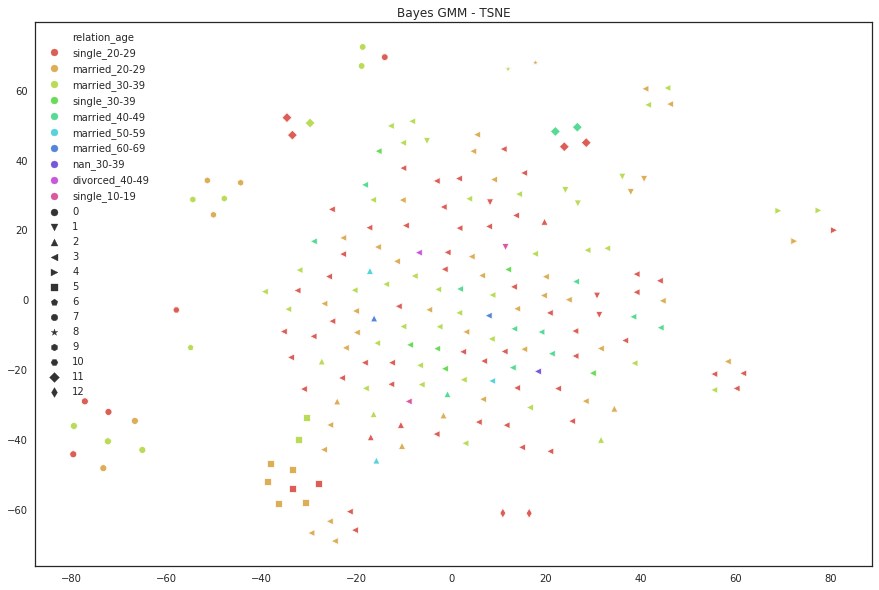 Bayes GMM - TSNE
relation_age
single_20-29
married_20-29
married_30-39
single_30-39
married_40-49
married_50-59
married_60-69
nan_30-39
divorced_40-49
single_10-19
0
1
2
3
4
5
6
7
8
9
10
11
12
60
40
20
0
−20
−40
−60
−80 −60 −40 −20 0 20 40 60 80